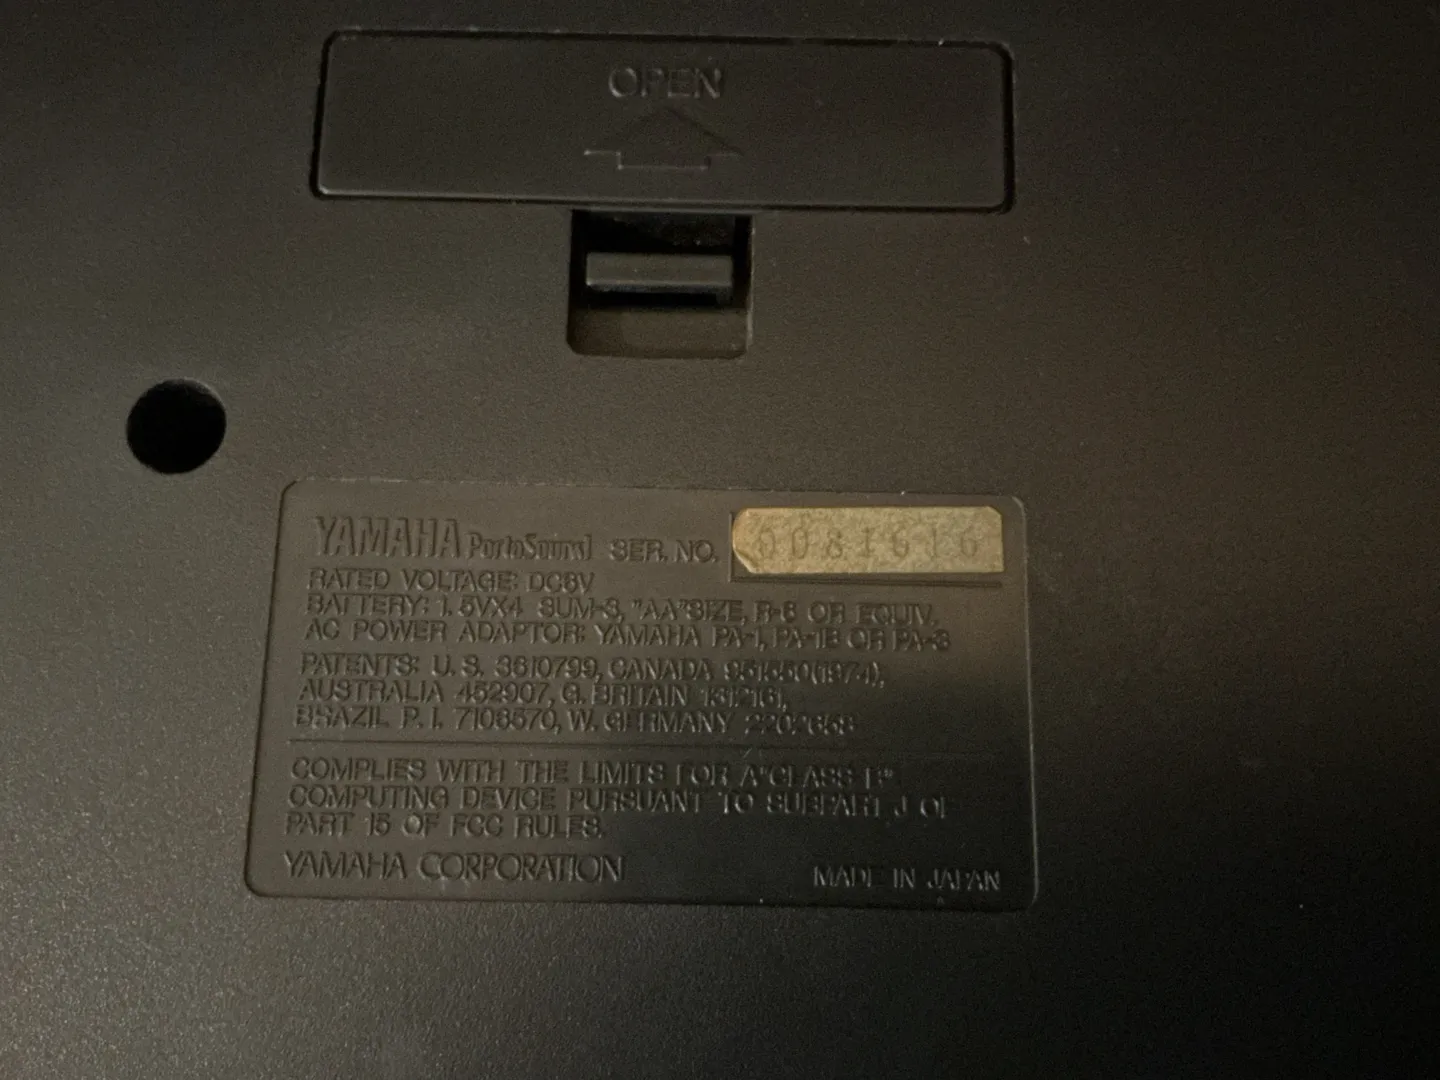 OPEN
YAMAHA PortaSound SER. NO.
RATED VOLTAGE: DC6V
BATTERY: 1.5VX4 SUM-3, "AA"SIZE, R-6 OR EQUIV.
AC POWER ADAPTOR: YAMAHA PA-1, PA-1B OR PA-3
PATENTS: U. S. 3610799, CANADA 951550(1974),
AUSTRALIA 452907, G. BRITAIN
BRAZIL P. I. 7106570, W. GERMANY 2202658
COMPLIES WITH THE LIMITS FOR A"CLASS B"
COMPUTING DEVICE PURSUANT TO SUBPART J OF
PART 15 OF FCC RULES.
YAMAHA CORPORATION
MADE IN JAPAN